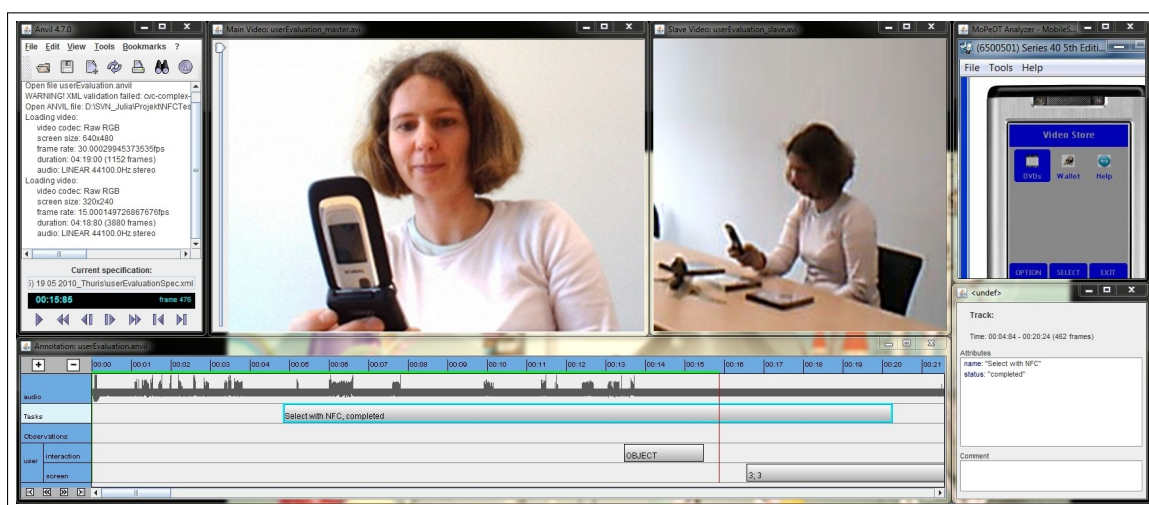 Anvil 4.7.0
File Edit View Tools Bookmarks ?
Open file userEvaluation.anvil
WARNING! XML validation failed: cvc-complex-
Open ANVIL file: D:\SVN_Julia\Projekt\NFCTes
Loading video:
video codec: Raw RGB
screen size: 640x480
frame rate: 30.00029945373535fps
duration: 04:19:00 (1152 frames)
audio: LINEAR 44100.0Hz stereo
Loading video:
video codec: Raw RGB
screen size: 320x240
frame rate: 15.000149726867676fps
duration: 04:18:80 (3880 frames)
audio: LINEAR 44100.0Hz stereo
Current specification:
) 19 05 2010_Thuris\userEvaluationSpec.xml
00:15:85 frame 476
Main Video: userEvaluation_master.avi
Slave Video: userEvaluation_slave.avi
MoPeDT Analyzer - MobileS...
(6500501) Series 40 5th Editi...
File Tools Help
Video Store
DVDs Wallet Help
OPTION SELECT EXIT
<undef>
Track:
Time: 00:04:84 - 00:20:24 (462 frames)
Attributes
name: "Select with NFC"
status: "completed"
Comment
Annotation: userEvaluation.anvil
00:00 00:01 00:02 00:03 00:04 00:05 00:06 00:07 00:08 00:09 00:10 00:11 00:12 00:13 00:14 00:15 00:16 00:17 00:18 00:19 00:20 00:21
audio
Tasks Select with NFC, completed
Observations
user interaction OBJECT
screen 3; 3